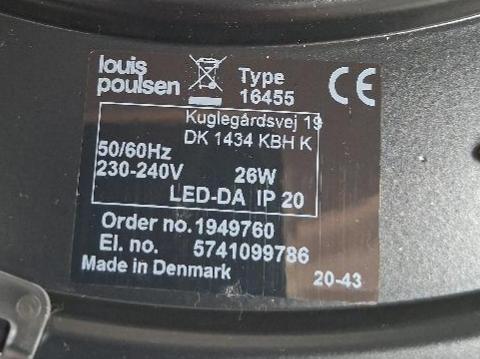 louis
poulsen
Type
16455
CE
Kuglegårdsvej 19
DK 1434 KBH K
50/60Hz
230-240V 26W
LED-DA IP 20
Order no. 1949760
El. no. 5741099786
Made in Denmark 20-43